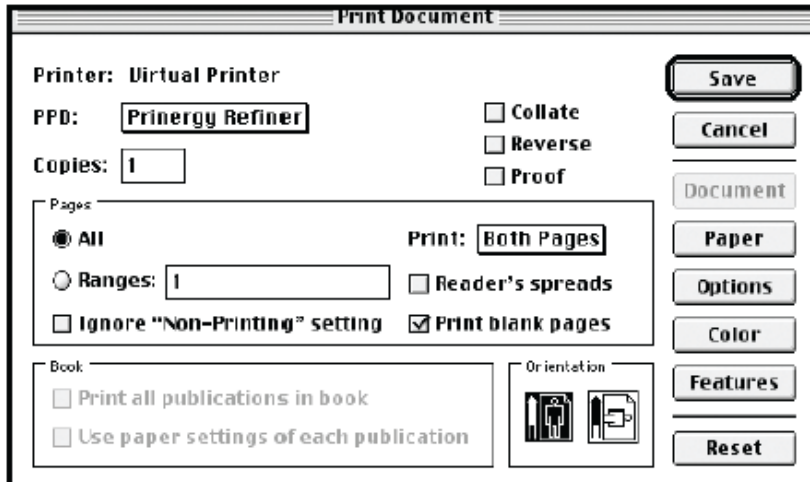 Print Document
Printer: Virtual Printer
PPD: Prinergy Refiner
Copies: 1
Collate
Reverse
Proof
Pages
All
Print: Both Pages
Ranges: 1
Reader's spreads
Ignore "Non-Printing" setting
Print blank pages
Book
Print all publications in book
Use paper settings of each publication
Orientation
Save
Cancel
Document
Paper
Options
Color
Features
Reset